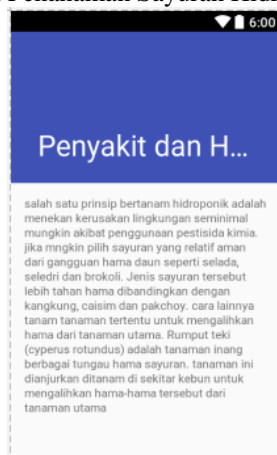 6:00
Penyakit dan H...
salah satu prinsip bertanam hidroponik adalah
menekan kerusakan lingkungan seminimal
mungkin akibat penggunaan pestisida kimia.
jika mngkin pilih sayuran yang relatif aman
dari gangguan hama daun seperti selada,
seledri dan brokoli. Jenis sayuran tersebut
lebih tahan hama dibandingkan dengan
kangkung, caisim dan pakchoy. cara lainnya
tanam tanaman tertentu untuk mengalihkan
hama dari tanaman utama. Rumput teki
(cyperus rotundus) adalah tanaman inang
berbagai tungau hama sayuran. tanaman ini
dianjurkan ditanam di sekitar kebun untuk
mengalihkan hama-hama tersebut dari
tanaman utama